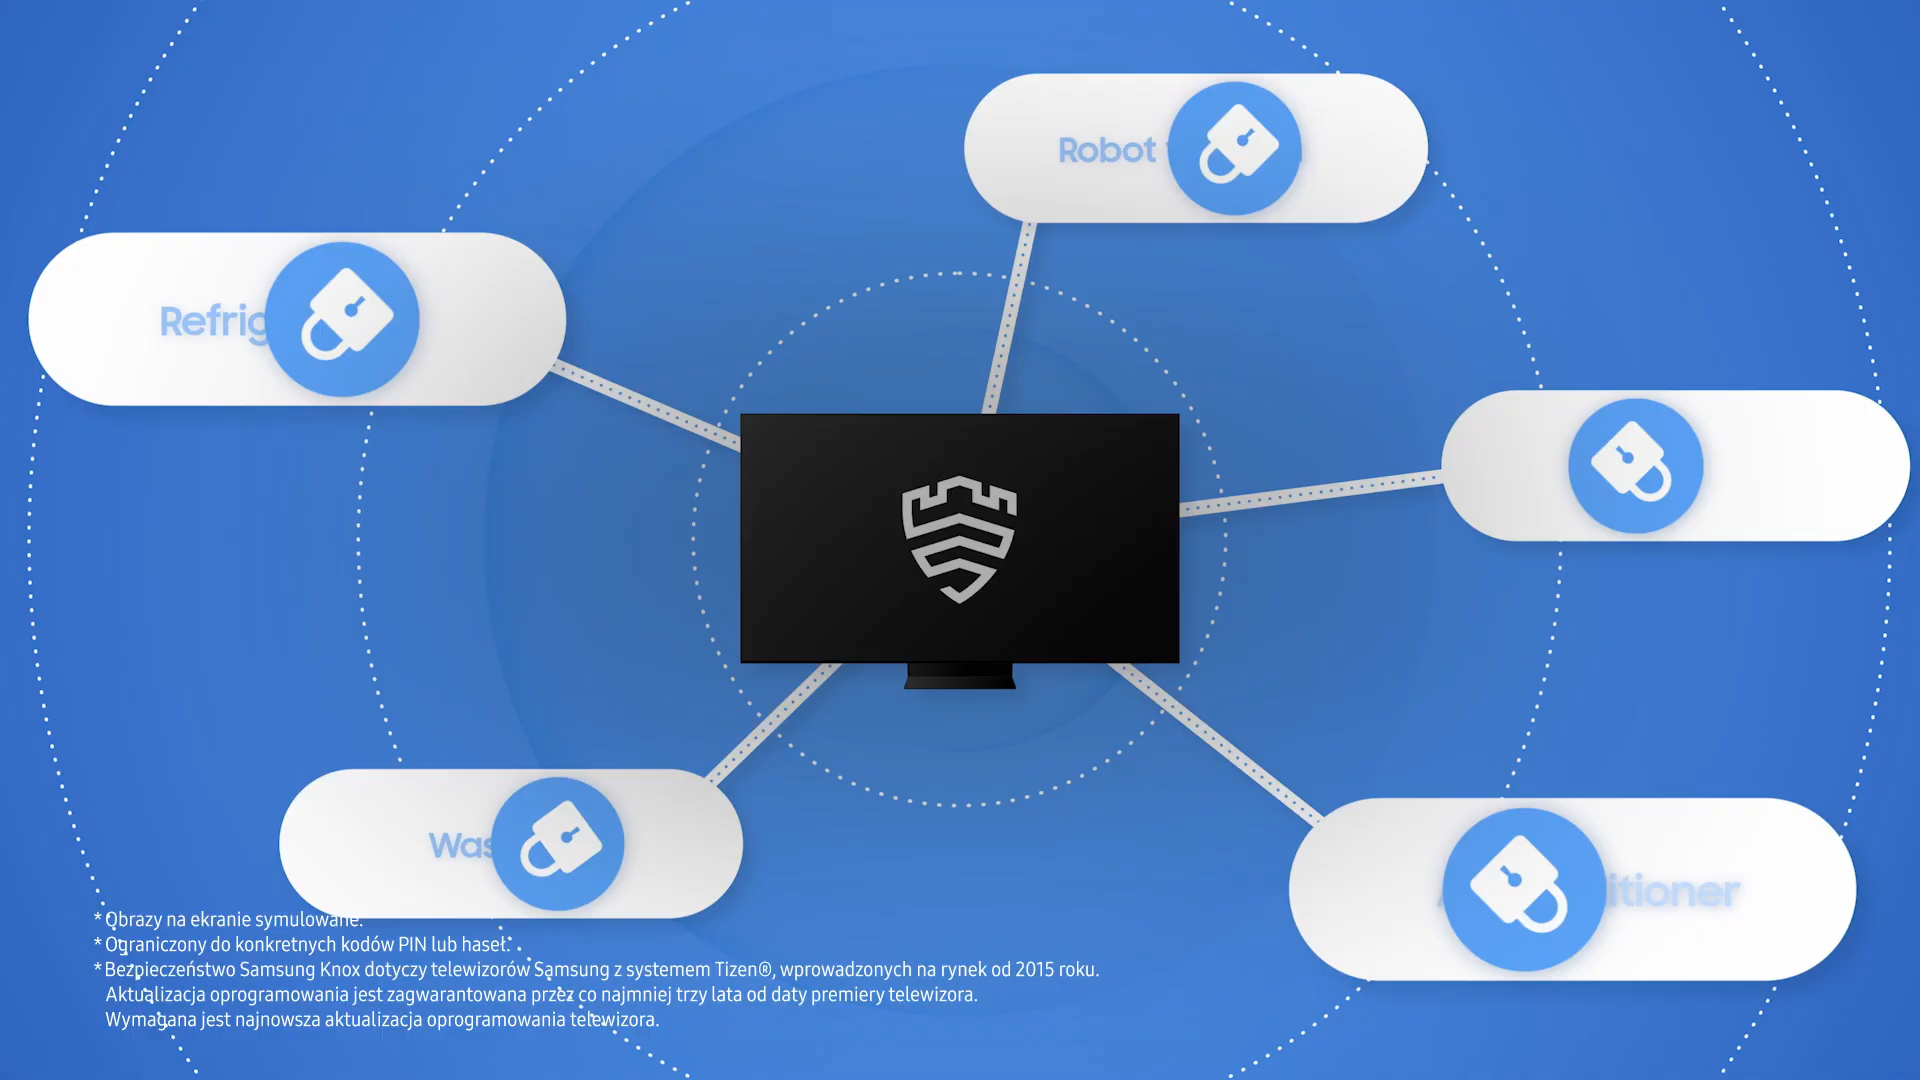 Robot
Refrig
Was
itioner
* Obrazy na ekranie symulowane.
* Ograniczony do konkretnych kodów PIN lub haseł.
* Bezpieczeństwo Samsung Knox dotyczy telewizorów Samsung z systemem Tizen®, wprowadzonych na rynek od 2015 roku.
Aktualizacja oprogramowania jest zagwarantowana przez co najmniej trzy lata od daty premiery telewizora.
Wymagana jest najnowsza aktualizacja oprogramowania telewizora.